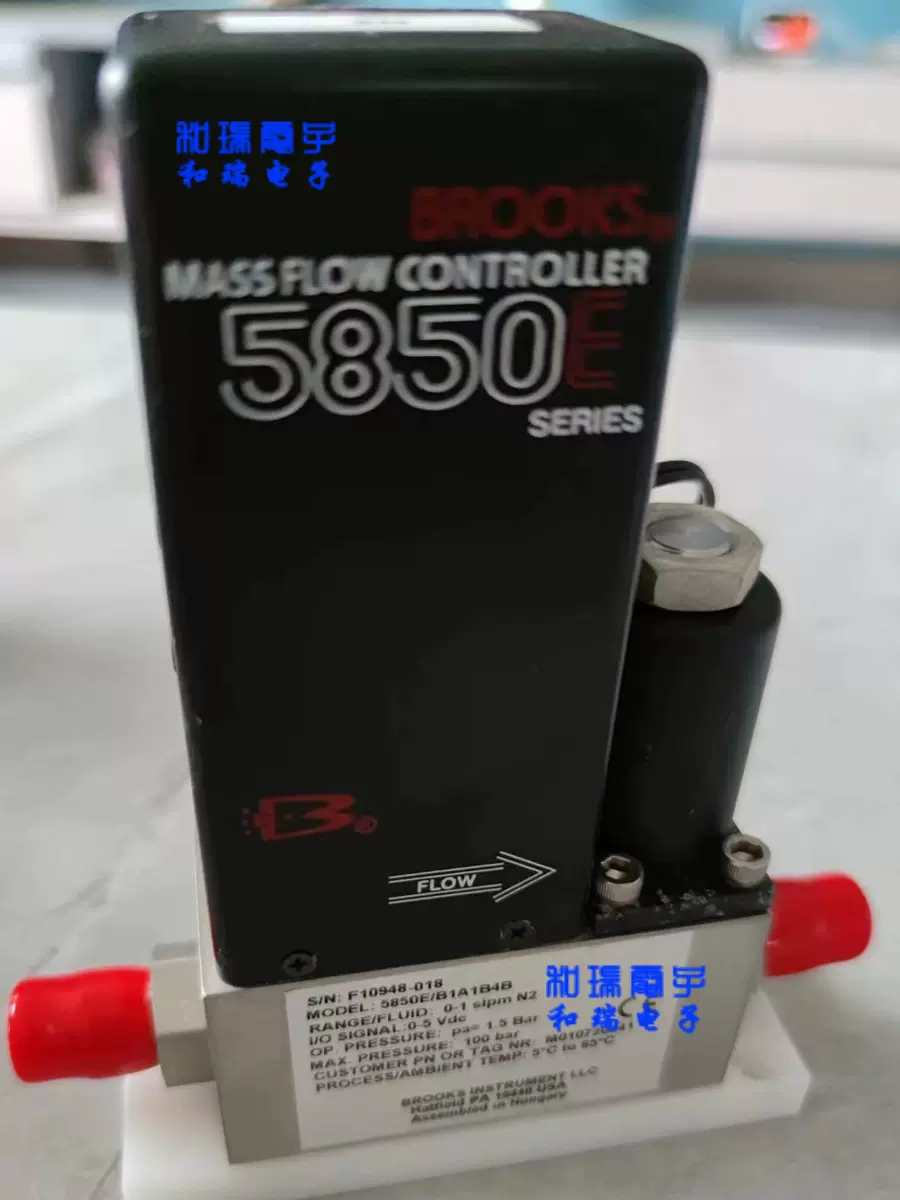 和瑞電子
和瑞电子
BROOKS
MASS FLOW CONTROLLER
5850E
SERIES
B®
FLOW
S/N: F10948-018
MODEL: 5850E/B1A1B4B
RANGE/FLUID: 0-1 slpm N2
I/O SIGNAL:0-5 Vdc
OP. PRESSURE: pa= 1.5 Bar
MAX. PRESSURE: 100 bar
CUSTOMER PN OR TAG NR:
PROCESS/AMBIENT TEMP: 5°C to 65°C
CE
和瑞電子
和瑞电子
BROOKS INSTRUMENT LLC
Hatfield PA 19440 USA
Assembled in Hungary